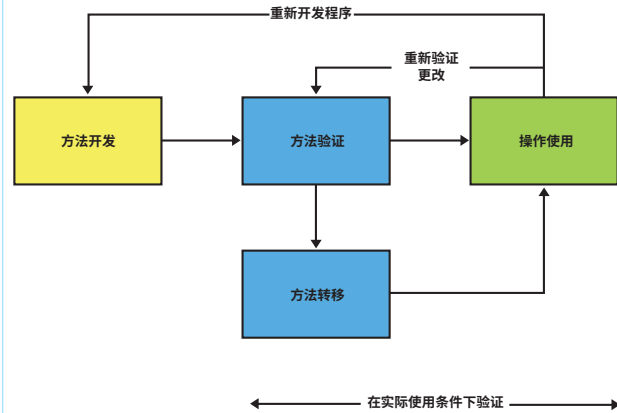 重新开发程序
重新验证
更改
方法开发
方法验证
操作使用
方法转移
在实际使用条件下验证